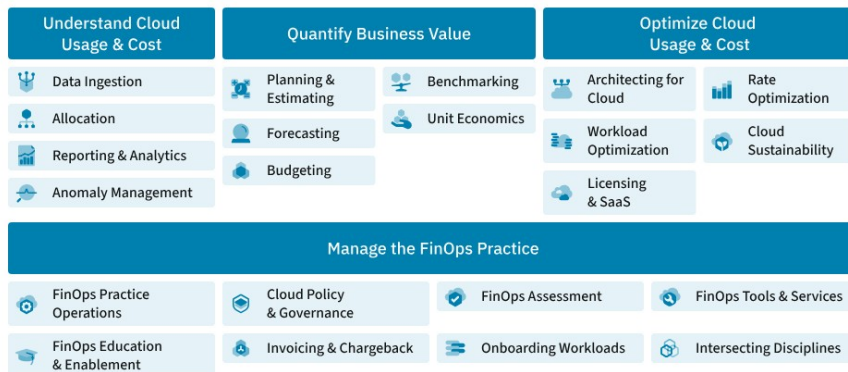 Understand Cloud
Usage & Cost
Data Ingestion
Allocation
Reporting & Analytics
Anomaly Management
Quantify Business Value
Planning &
Estimating
Forecasting
Budgeting
Benchmarking
Unit Economics
Optimize Cloud
Usage & Cost
Architecting for
Cloud
Workload
Optimization
Licensing
& SaaS
Rate
Optimization
Cloud
Sustainability
Manage the FinOps Practice
FinOps Practice
Operations
Cloud Policy
& Governance
FinOps Assessment
FinOps Tools & Services
FinOps Education
& Enablement
Invoicing & Chargeback
Onboarding Workloads
Intersecting Disciplines